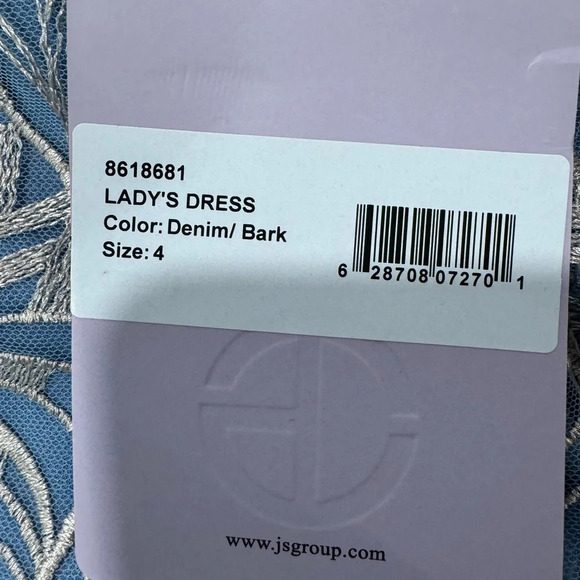 8618681
LADY'S DRESS
Color: Denim/ Bark
Size: 4
6 28708 07270 1
www.jsgroup.com